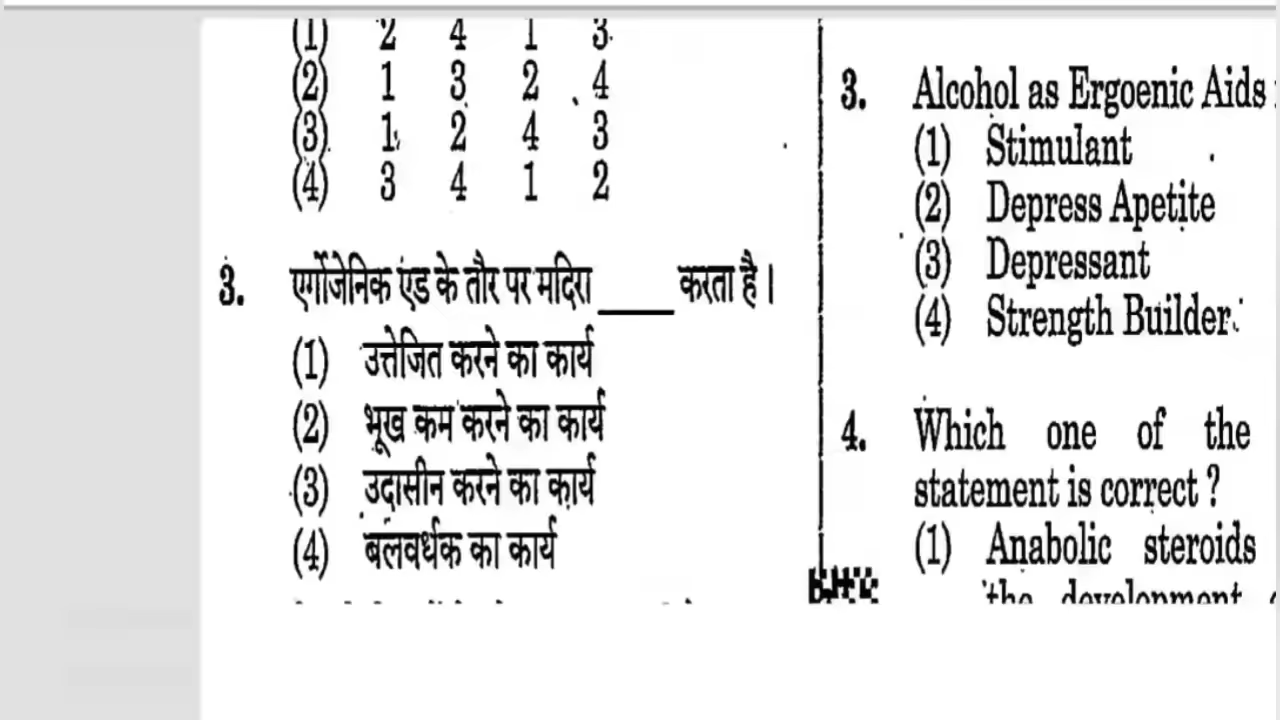 (1) 2 4 1 3
(2) 1 3 2 4
(3) 1 2 4 3
(4) 3 4 1 2
3. एर्गोजेनिक एंड के तौर पर मदिरा ____ करता है।
(1) उत्तेजित करने का कार्य
(2) भूख कम करने का कार्य
(3) उदासीन करने का कार्य
(4) बलवर्धक का कार्य
3. Alcohol as Ergoenic Aids
(1) Stimulant
(2) Depress Apetite
(3) Depressant
(4) Strength Builder
4. Which one of the
statement is correct ?
(1) Anabolic steroids
the development